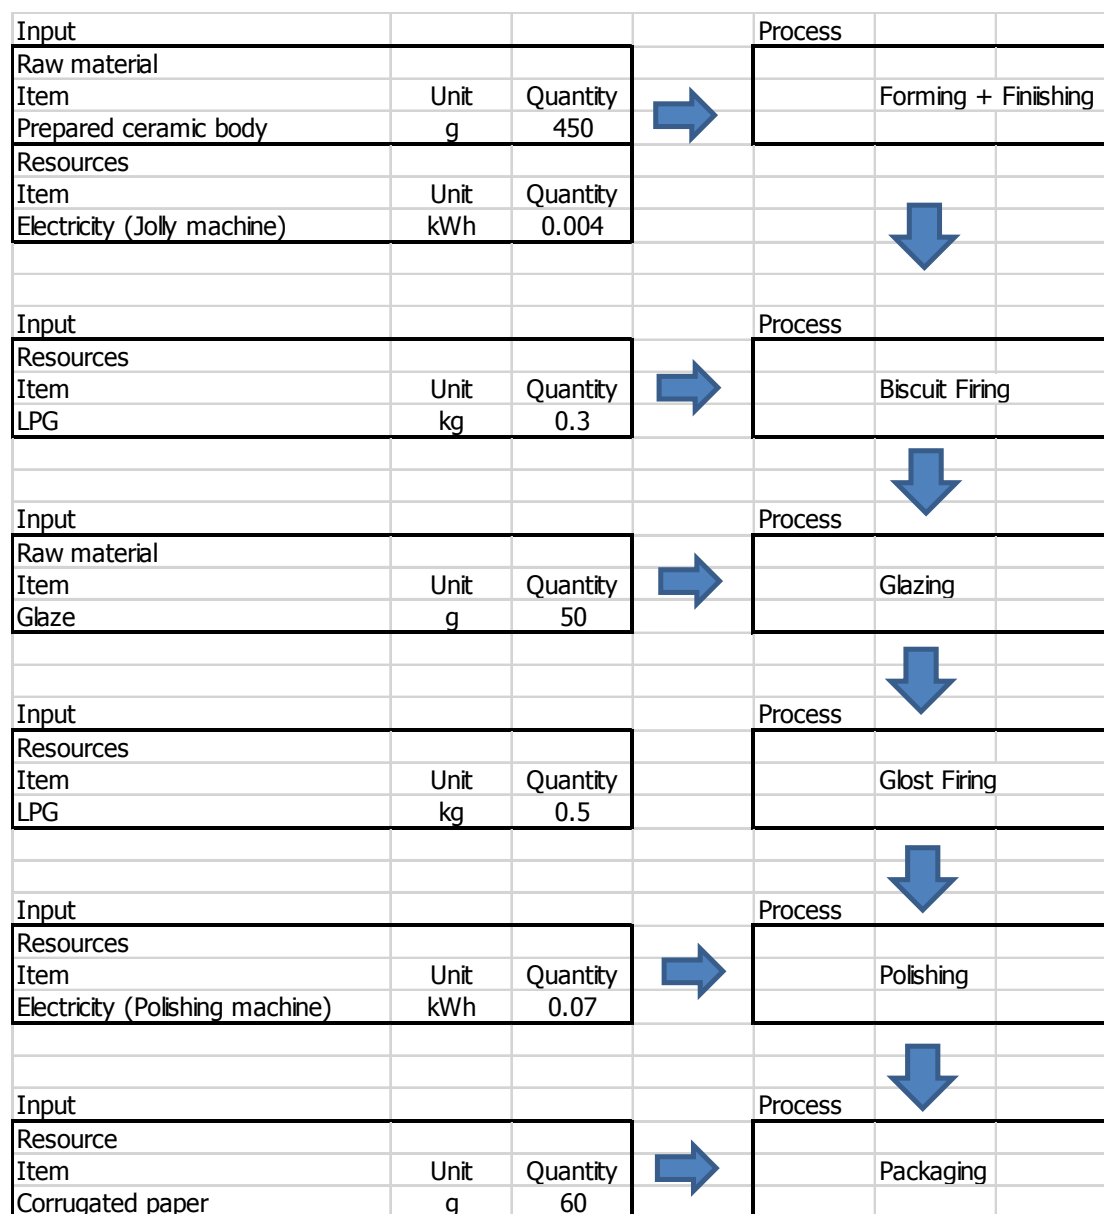 Input Process
Raw material
Item Unit Quantity Forming + Finiishing
Prepared ceramic body g 450
Resources
Item Unit Quantity
Electricity (Jolly machine) kWh 0.004
Input Process
Resources
Item Unit Quantity Biscuit Firing
LPG kg 0.3
Input Process
Raw material
Item Unit Quantity Glazing
Glaze g 50
Input Process
Resources
Item Unit Quantity Glost Firing
LPG kg 0.5
Input Process
Resources
Item Unit Quantity Polishing
Electricity (Polishing machine) kWh 0.07
Input Process
Resource
Item Unit Quantity Packaging
Corrugated paper g 60